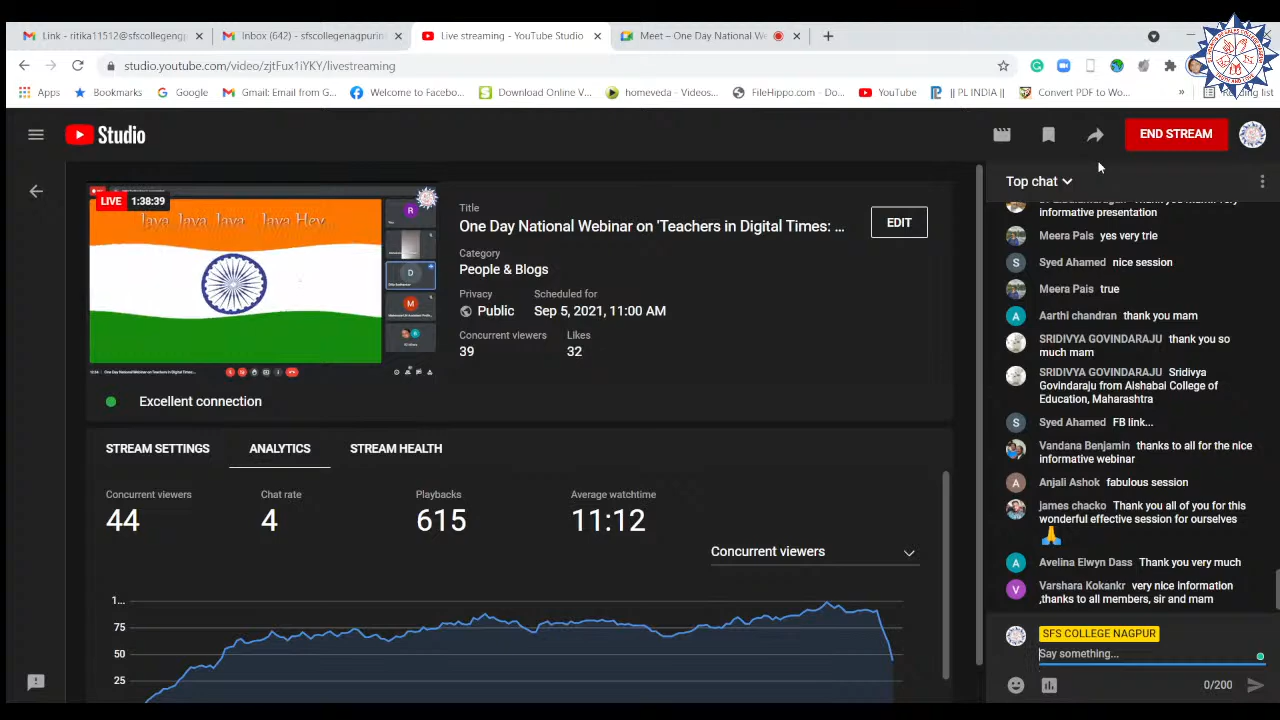 Link - ritika11512@sfscollegeng
Inbox (642) - sfscollegenagpurin
Live streaming - YouTube Studio
Meet – One Day National We
studio.youtube.com/video/zjtFux1iYKY/livestreaming
Apps
Bookmarks
Google
Gmail: Email from G...
Welcome to Facebo...
Download Online V...
homeveda - Videos...
FileHippo.com - Do...
YouTube
|| PL INDIA ||
Convert PDF to Wo...
»
Reading list
Studio
END STREAM
LIVE 1:38:39
Jaya Jaya Jaya Jaya Hey...
R
D
M
Title
One Day National Webinar on 'Teachers in Digital Times: ...
EDIT
Category
People & Blogs
Privacy
Public
Scheduled for
Sep 5, 2021, 11:00 AM
Concurrent viewers
39
Likes
32
Excellent connection
STREAM SETTINGS
ANALYTICS
STREAM HEALTH
Concurrent viewers
44
Chat rate
4
Playbacks
615
Average watchtime
11:12
Concurrent viewers
1...
75
50
25
Top chat
informative presentation
Meera Pais yes very trie
S Syed Ahamed nice session
Meera Pais true
A Aarthi chandran thank you mam
SRIDIVYA GOVINDARAJU thank you so
much mam
SRIDIVYA GOVINDARAJU Sridivya
Govindaraju from Aishabai College of
Education, Maharashtra
S Syed Ahamed FB link...
Vandana Benjamin thanks to all for the nice
informative webinar
A Anjali Ashok fabulous session
james chacko Thank you all of you for this
wonderful effective session for ourselves
A Avelina Elwyn Dass Thank you very much
V Varshara Kokankr very nice information
,thanks to all members, sir and mam
SFS COLLEGE NAGPUR
Say something...
0/200